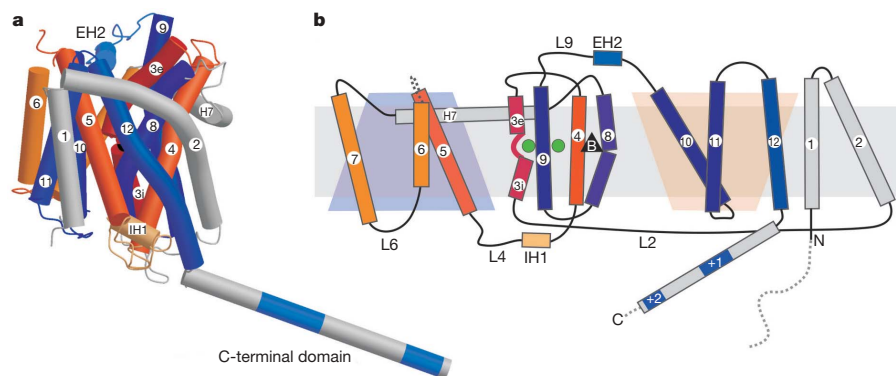 a
EH2
9
3e
6
H7
5
1
12
8
2
10
4
11
3i
IH1
C-terminal domain
b
L9
EH2
H7
3e
7
6
5
9
4
B
8
10
11
12
1
2
3i
L6
L4
IH1
L2
N
+1
+2
C